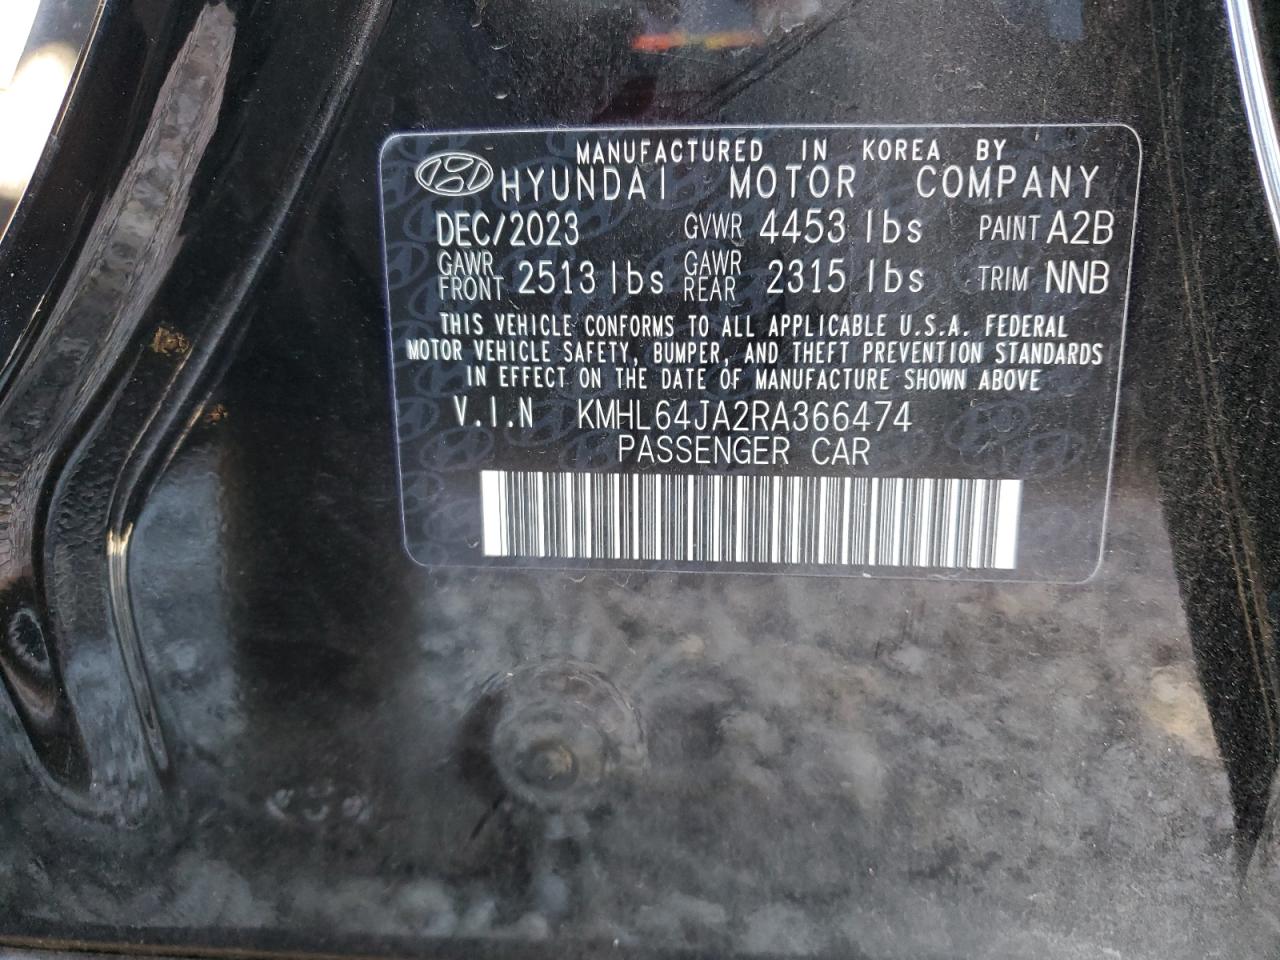 MANUFACTURED IN KOREA BY
HYUNDAI MOTOR COMPANY
DEC/2023 GVWR 4453 lbs PAINT A2B
GAWR FRONT 2513 lbs GAWR REAR 2315 lbs TRIM NNB
THIS VEHICLE CONFORMS TO ALL APPLICABLE U.S.A. FEDERAL
MOTOR VEHICLE SAFETY, BUMPER, AND THEFT PREVENTION STANDARDS
IN EFFECT ON THE DATE OF MANUFACTURE SHOWN ABOVE
V.I.N KMHL64JA2RA366474
PASSENGER CAR